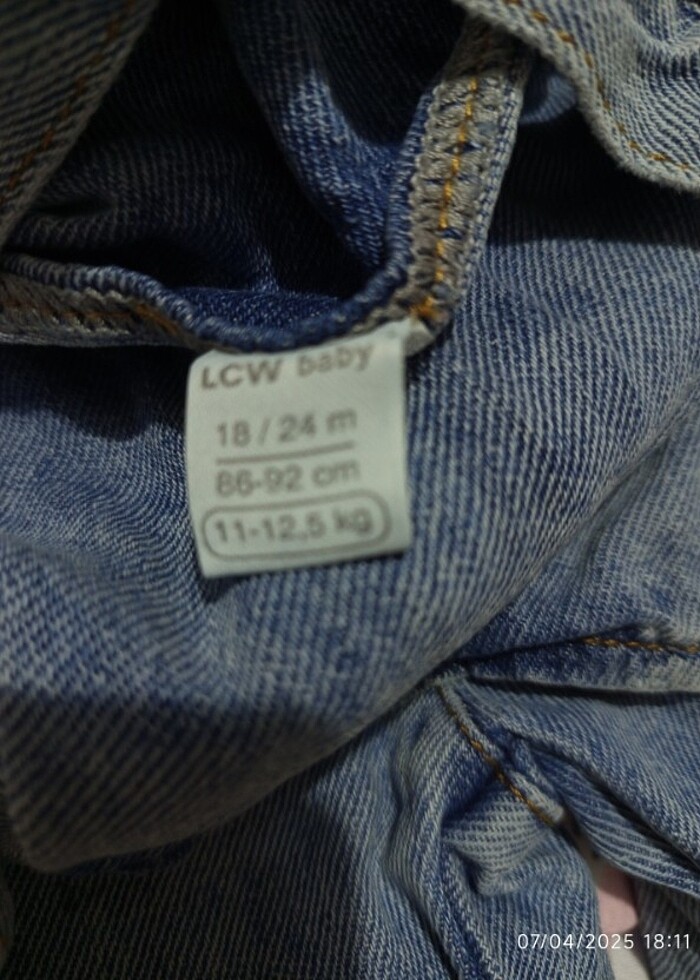 LCW baby
18 / 24 m
86-92 cm
11-12,5 kg
07/04/2025 18:11